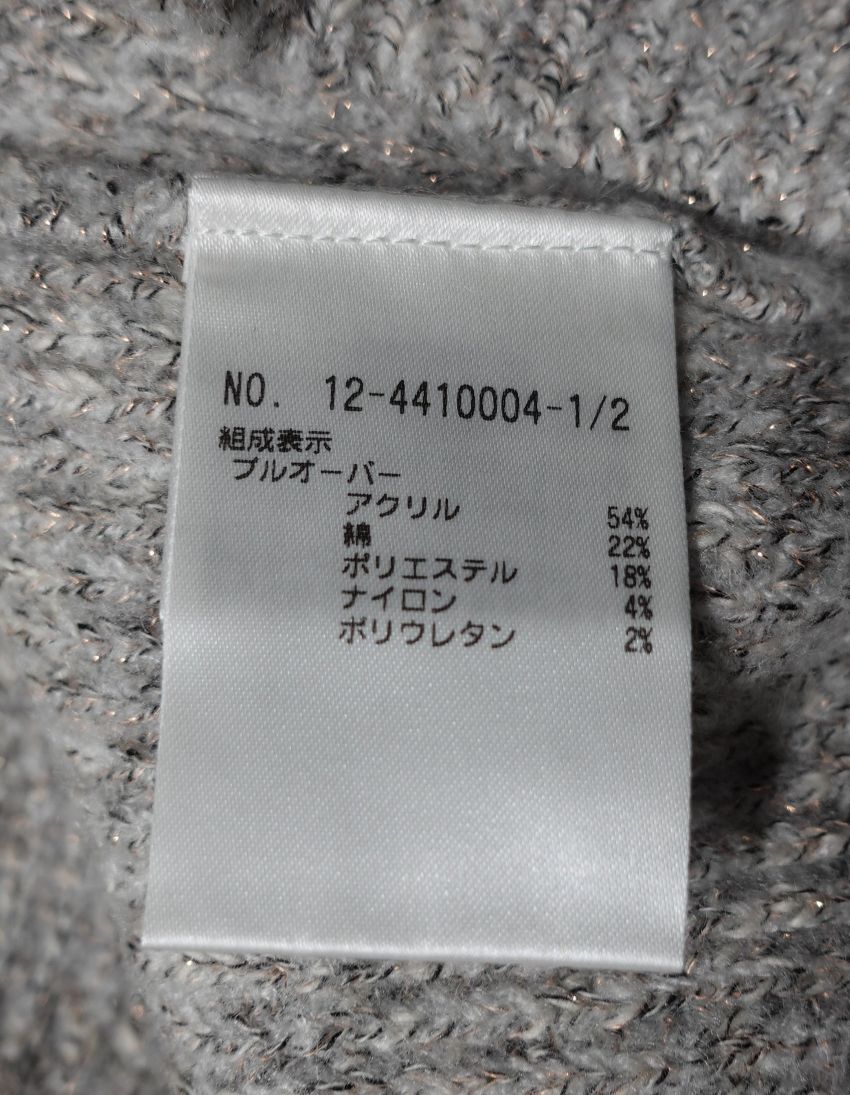 NO. 12-4410004-1/2
組成表示
プルオーバー
アクリル 54%
綿 22%
ポリエステル 18%
ナイロン 4%
ポリウレタン 2%